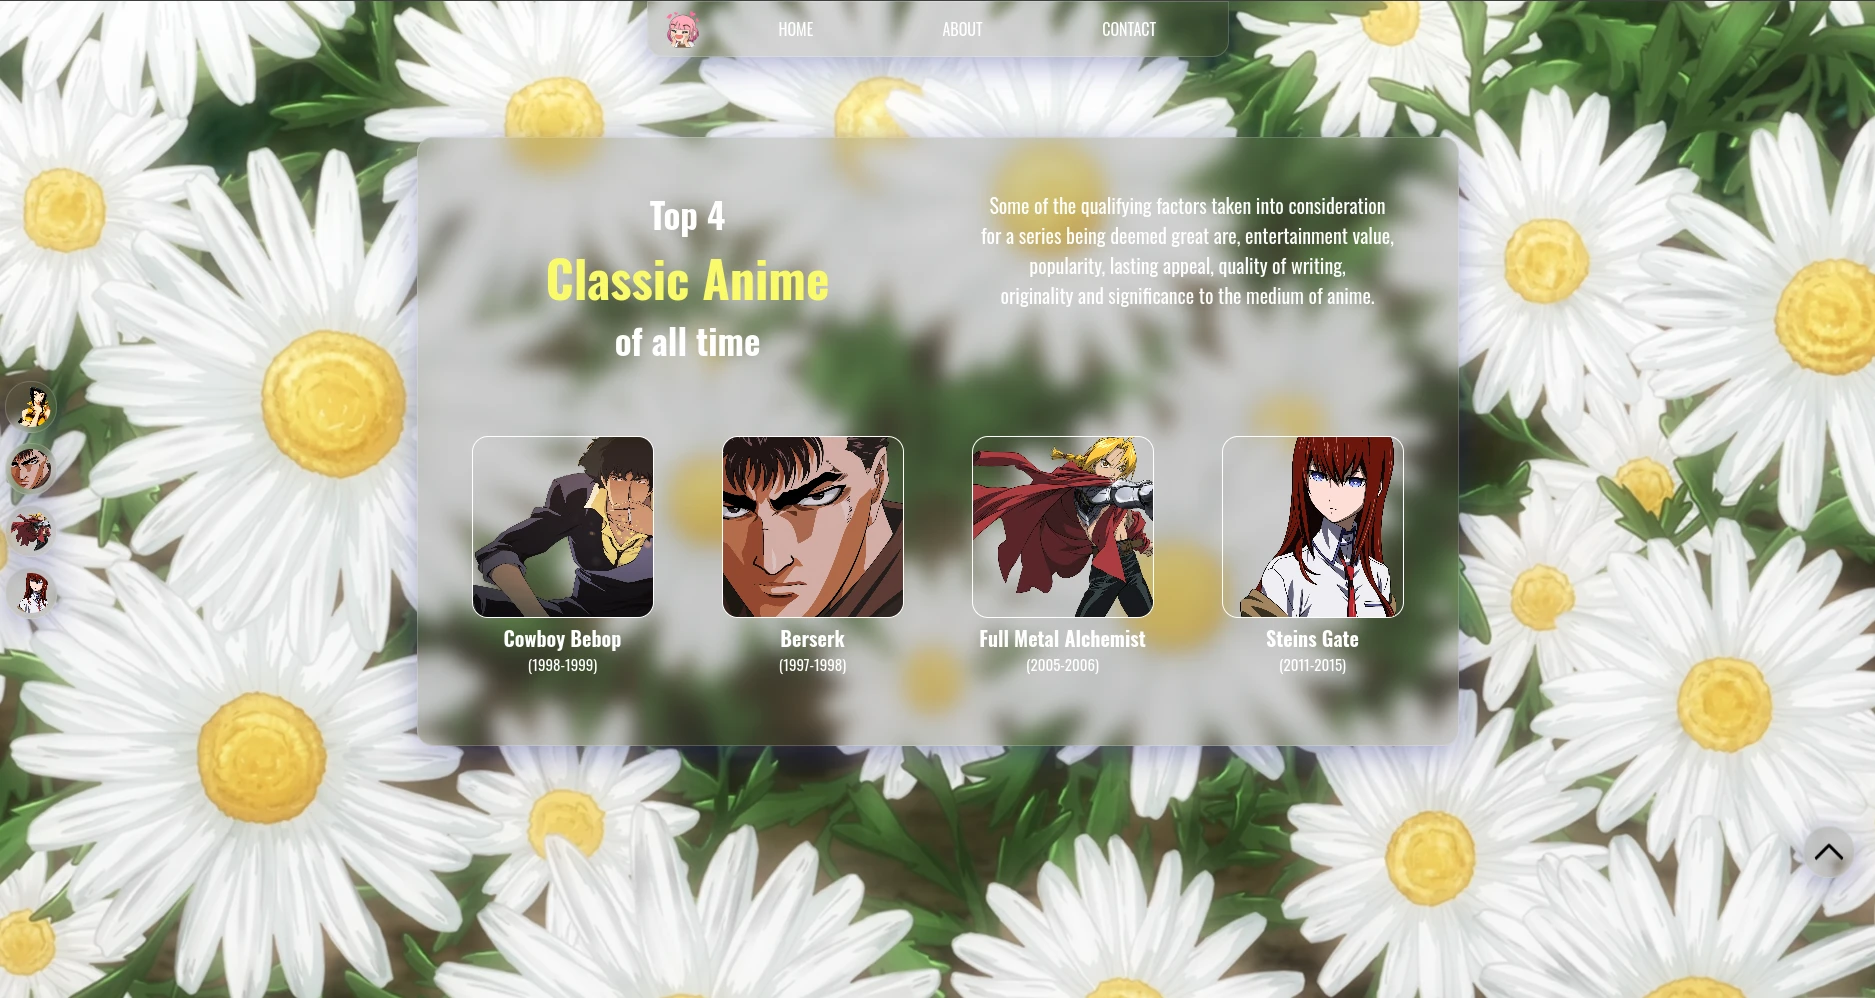 HOME
ABOUT
CONTACT
Top 4
Classic Anime
of all time
Some of the qualifying factors taken into consideration
for a series being deemed great are, entertainment value,
popularity, lasting appeal, quality of writing,
originality and significance to the medium of anime.
Cowboy Bebop
(1998-1999)
Berserk
(1997-1998)
Full Metal Alchemist
(2005-2006)
Steins Gate
(2011-2015)